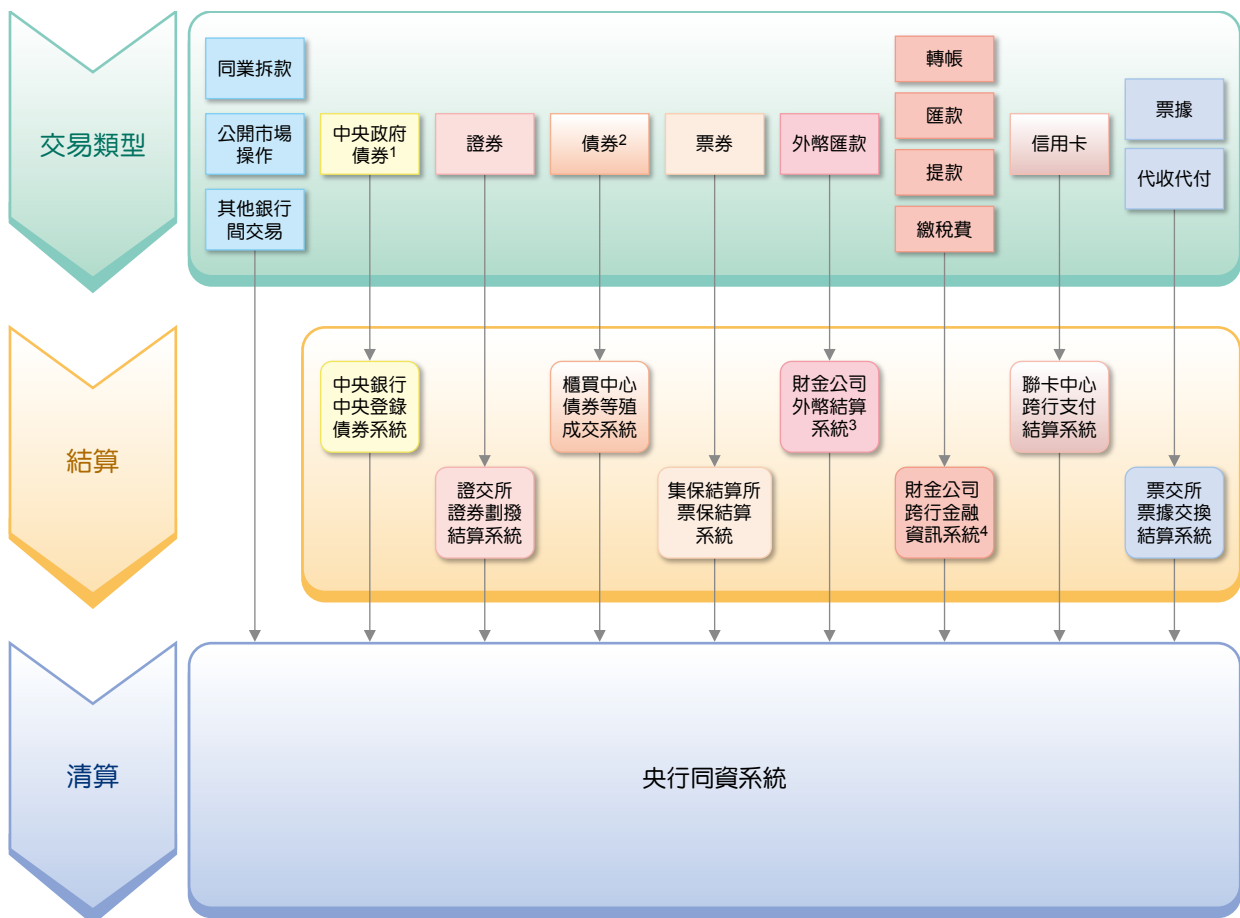 交易類型
同業拆款
公開市場
操作
其他銀行
間交易
中央政府
債券1
證券
債券2
票券
外幣匯款
轉帳
匯款
提款
繳稅費
信用卡
票據
代收代付
結算
中央銀行
中央登錄
債券系統
證交所
證券劃撥
結算系統
櫃買中心
債券等殖
成交系統
集保結算所
票保結算
系統
財金公司
外幣結算
系統3
財金公司
跨行金融
資訊系統4
聯卡中心
跨行支付
結算系統
票交所
票據交換
結算系統
清算
央行同資系統